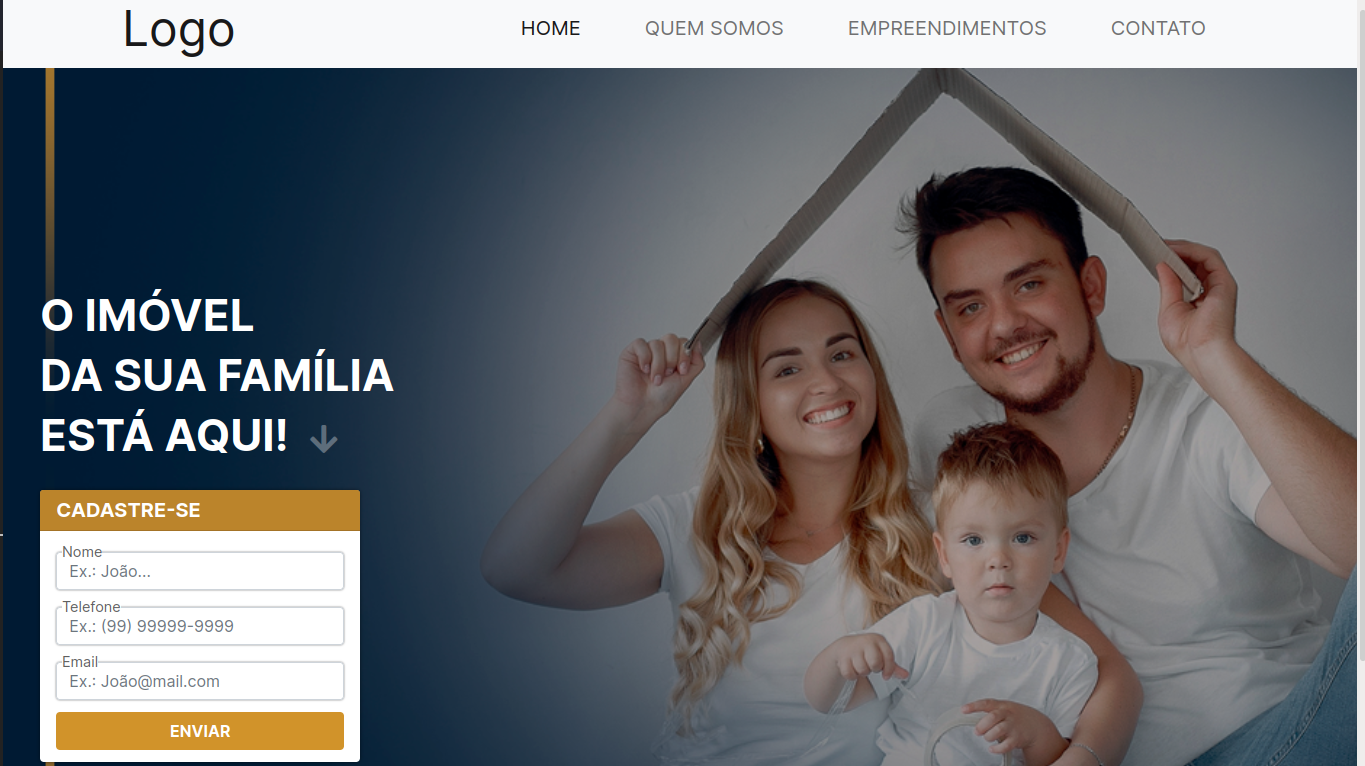 Logo
HOME QUEM SOMOS EMPREENDIMENTOS CONTATO
O IMÓVEL
DA SUA FAMÍLIA
ESTÁ AQUI!
CADASTRE-SE
Nome
Ex.: João...
Telefone
Ex.: (99) 99999-9999
Email
Ex.: João@mail.com
ENVIAR